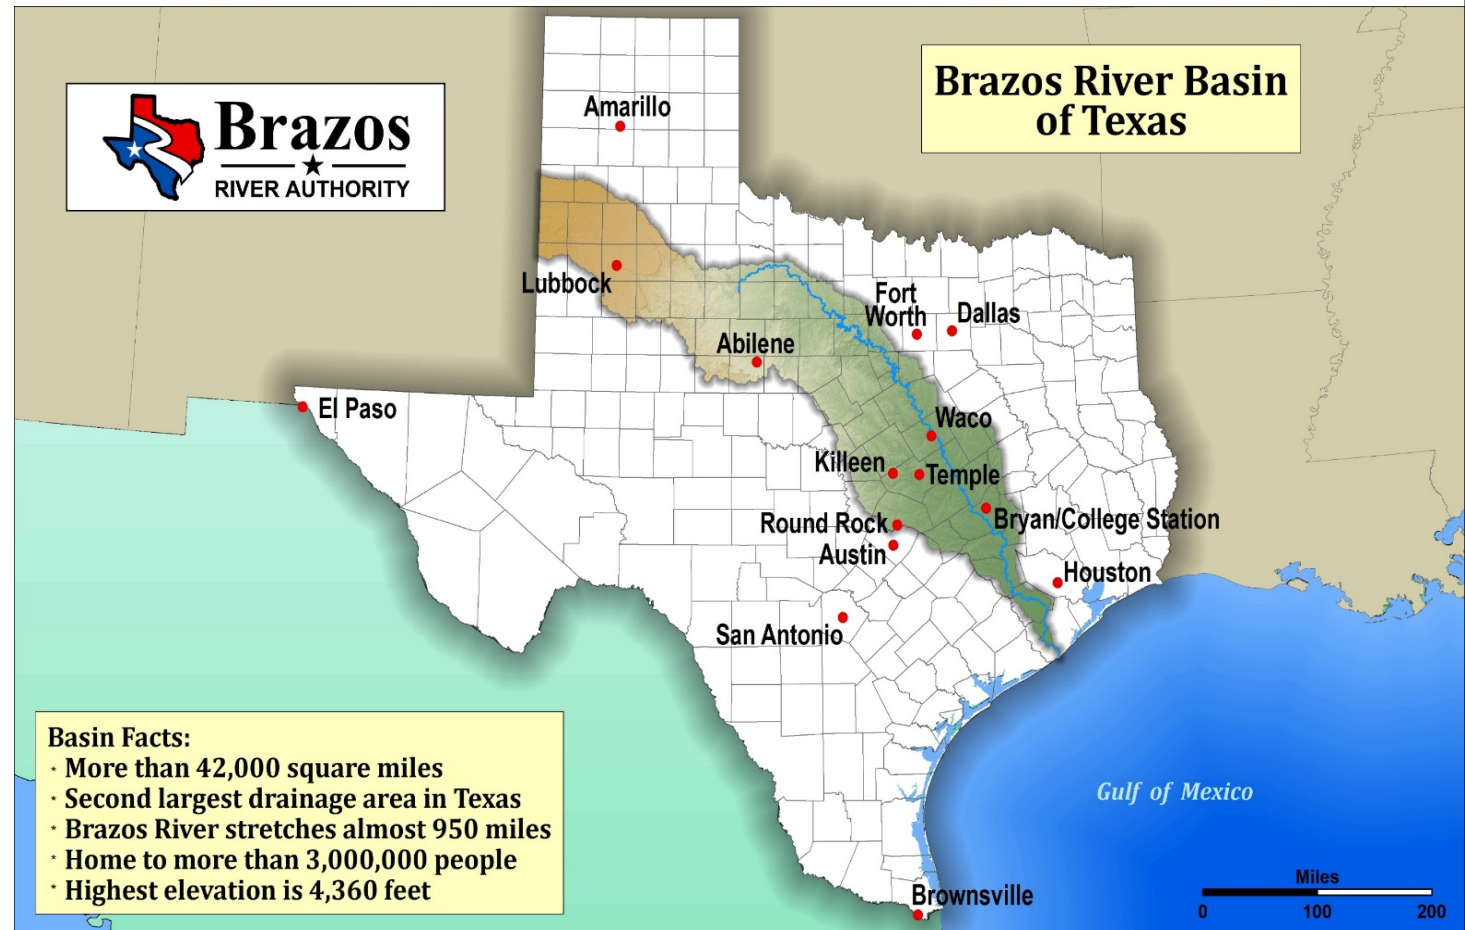 Brazos
RIVER AUTHORITY
Brazos River Basin
of Texas
Amarillo
Lubbock
Fort
Worth
Dallas
Abilene
El Paso
Waco
Killeen
Temple
Bryan/College Station
Round Rock
Austin
Houston
San Antonio
Basin Facts:
* More than 42,000 square miles
* Second largest drainage area in Texas
* Brazos River stretches almost 950 miles
* Home to more than 3,000,000 people
* Highest elevation is 4,360 feet
Gulf of Mexico
Brownsville
Miles
0 100 200